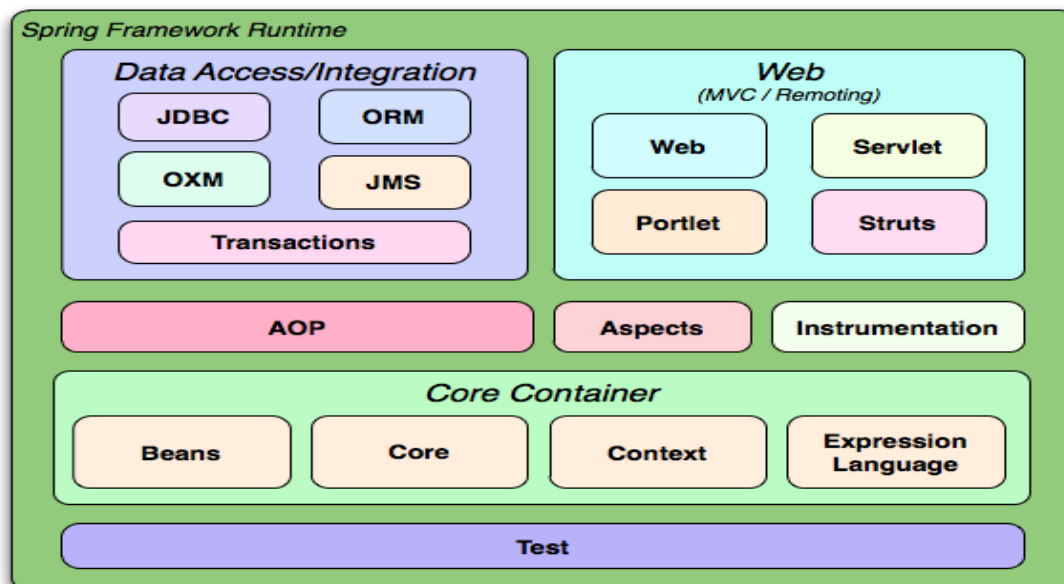 Spring Framework Runtime
Data Access/Integration
JDBC
ORM
OXM
JMS
Transactions
Web
(MVC / Remoting)
Web
Servlet
Portlet
Struts
AOP
Aspects
Instrumentation
Core Container
Beans
Core
Context
Expression
Language
Test